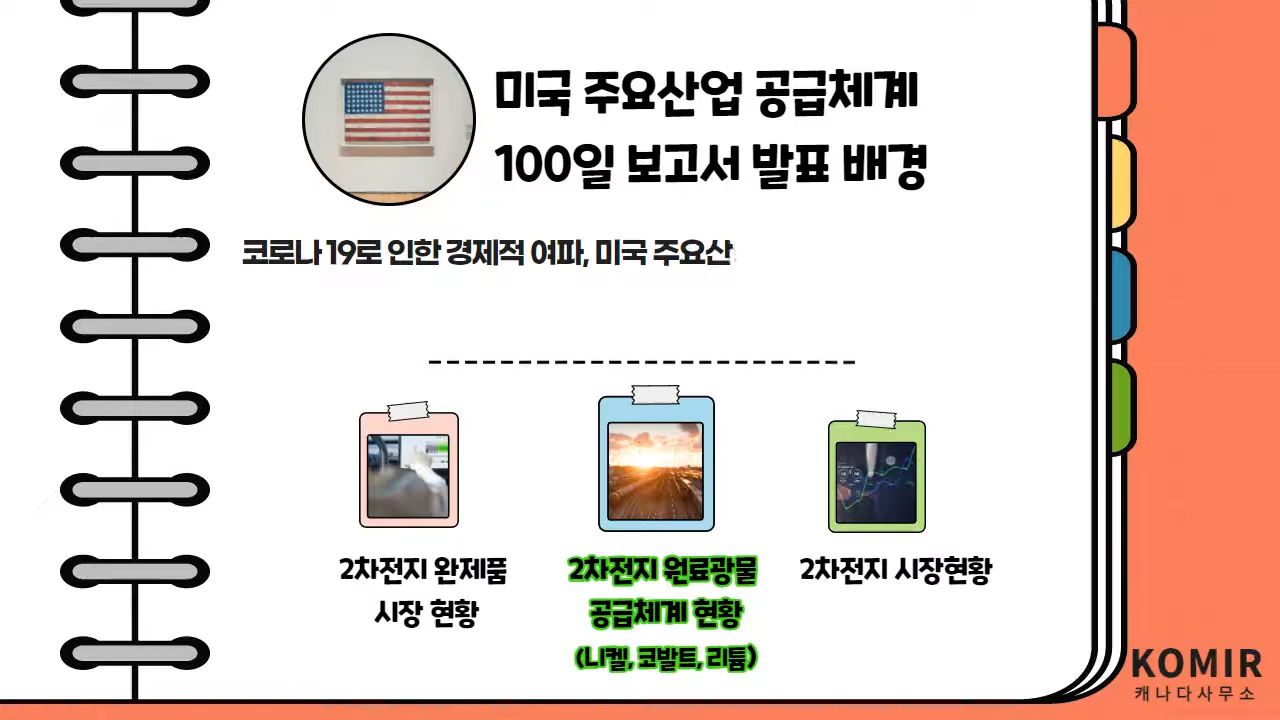 미국 주요산업 공급체계
100일 보고서 발표 배경
코로나 19로 인한 경제적 여파, 미국 주요산
2차전지 완제품
시장 현황
2차전지 원료광물
공급체계 현황
(니켈, 코발트, 리튬)
2차전지 시장현황
KOMIR
캐나다사무소